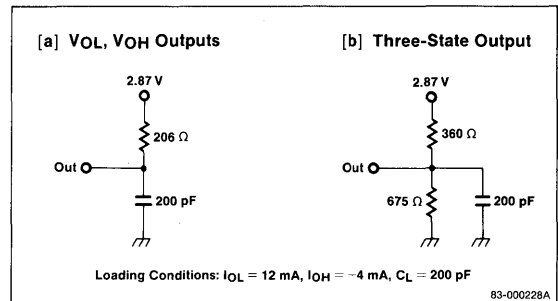 [a] VOL, VOH Outputs
2.87 V
206 Ω
Out
200 pF
[b] Three-State Output
2.87 V
360 Ω
Out
675 Ω
200 pF
Loading Conditions: IOL = 12 mA, IOH = −4 mA, CL = 200 pF
83-000228A